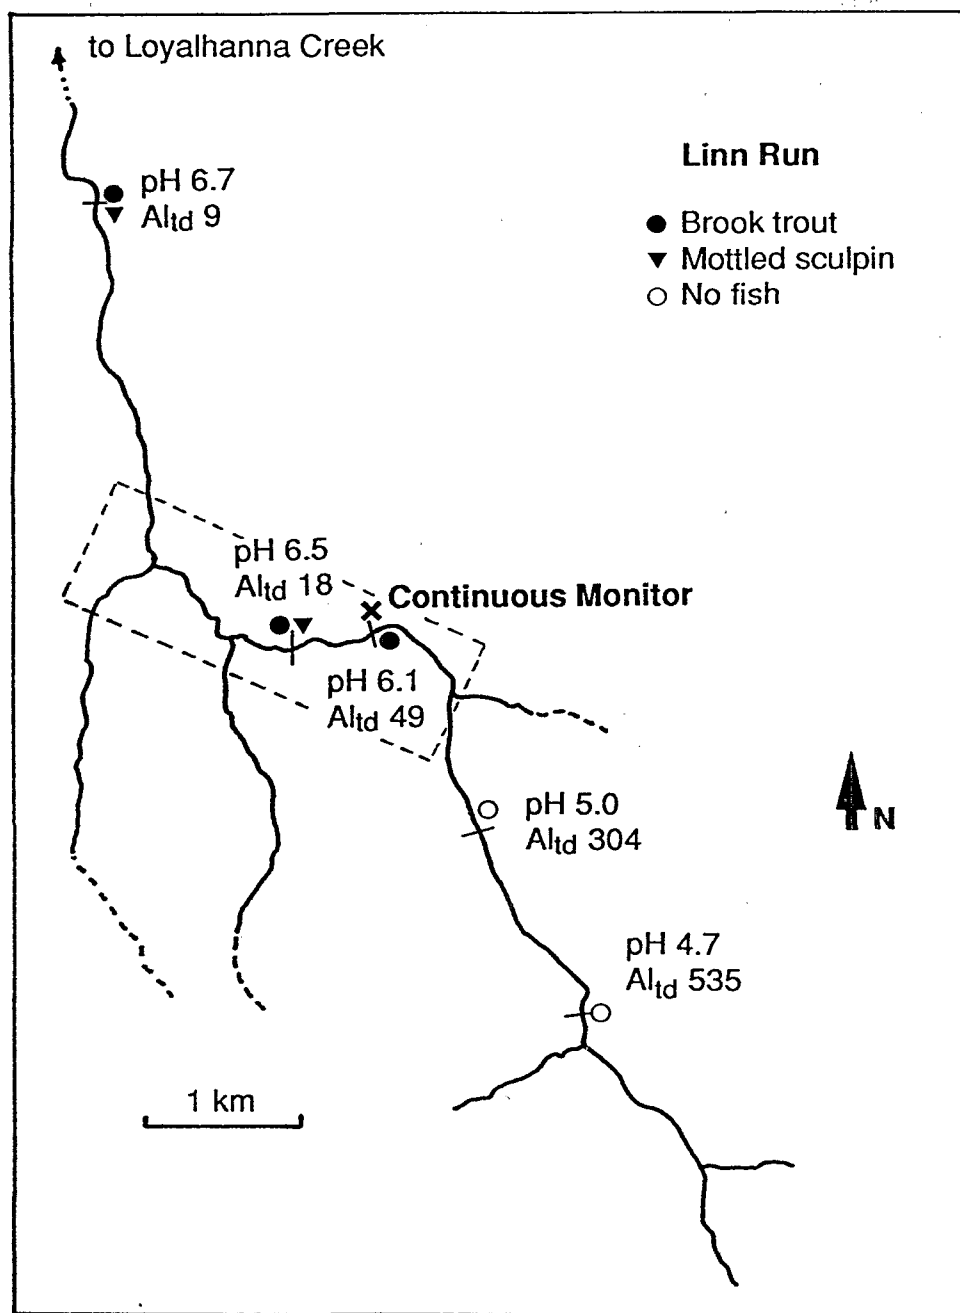 to Loyalhanna Creek
pH 6.7
Altd 9
Linn Run
Brook trout
Mottled sculpin
No fish
pH 6.5
Altd 18
Continuous Monitor
pH 6.1
Altd 49
pH 5.0
Altd 304
N
pH 4.7
Altd 535
1 km